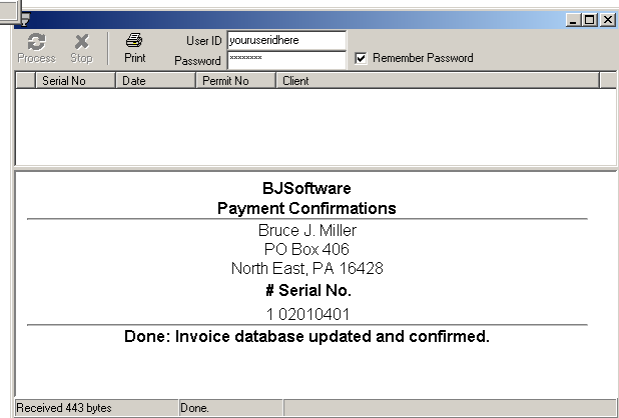 User ID youruseridhere
Process Stop Print Password xxxxxxxx Remember Password
Serial No Date Permit No Client
BJSoftware
Payment Confirmations
Bruce J. Miller
PO Box 406
North East, PA 16428
# Serial No.
1 02010401
Done: Invoice database updated and confirmed.
Received 443 bytes Done.